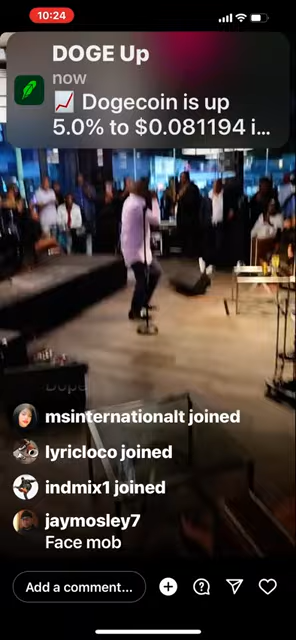 10:24
DOGE Up
now
📈 Dogecoin is up
5.0% to $0.081194 i...
Dope
msinternationalt joined
lyricloco joined
indmix1 joined
jaymosley7
Face mob
Add a comment...